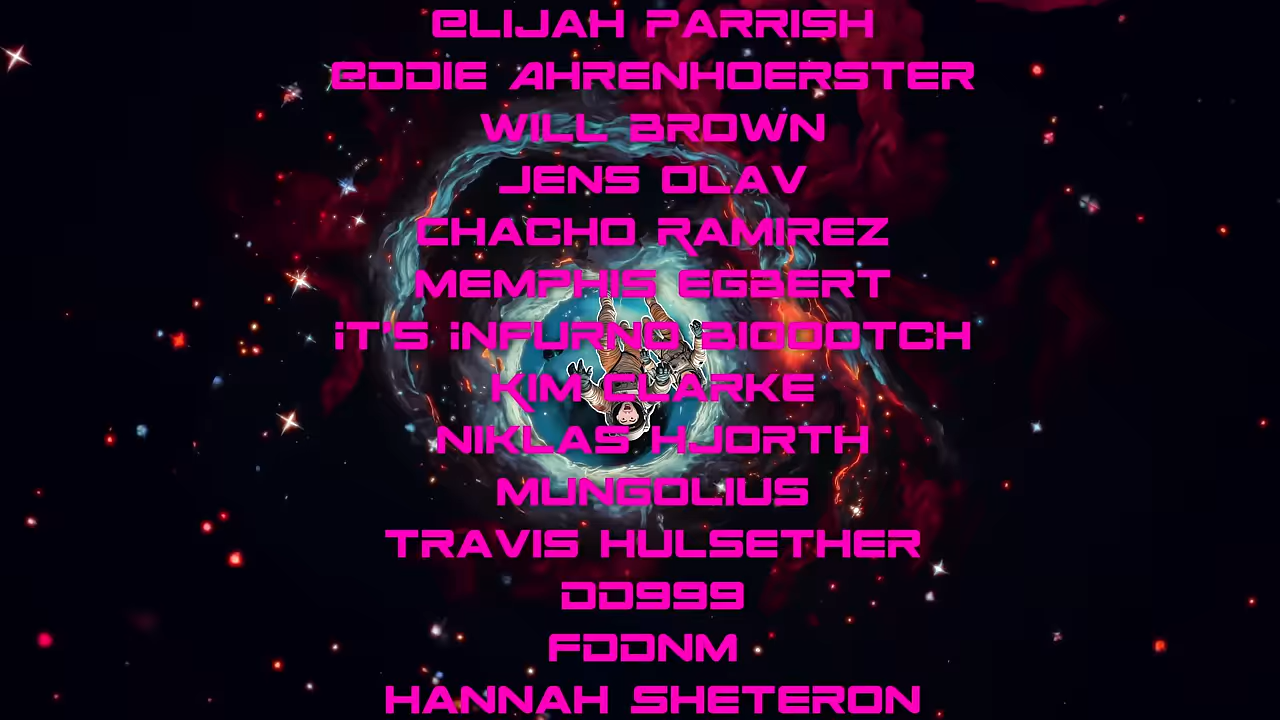 ELIJAH PARRISH
EDDIE AHRENHOERSTER
WILL BROWN
JENS OLAV
CHACHO RAMIREZ
MEMPHIS EGBERT
IT'S INFURNO BIOOOTCH
KIM CLARKE
NIKLAS HJORTH
MUNGOLIUS
TRAVIS HULSETHER
DD999
FDDNM
HANNAH SHETERON